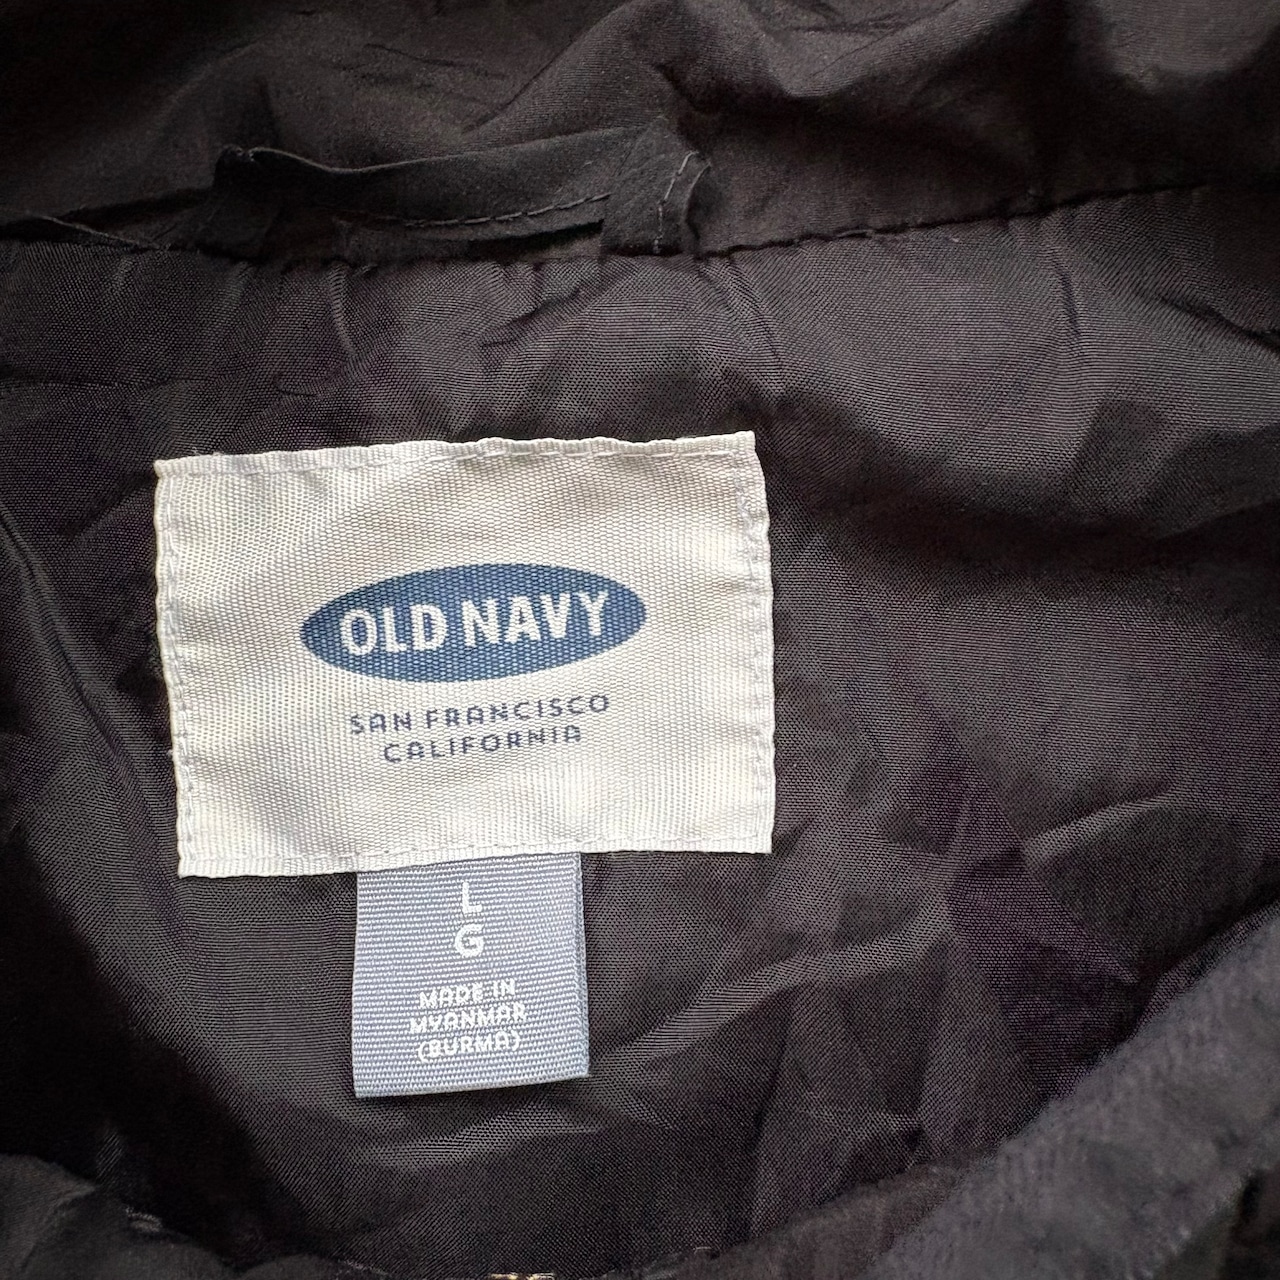 OLD NAVY
SAN FRANCISCO
CALIFORNIA
L
G
MADE IN
MYANMAR
(BURMA)